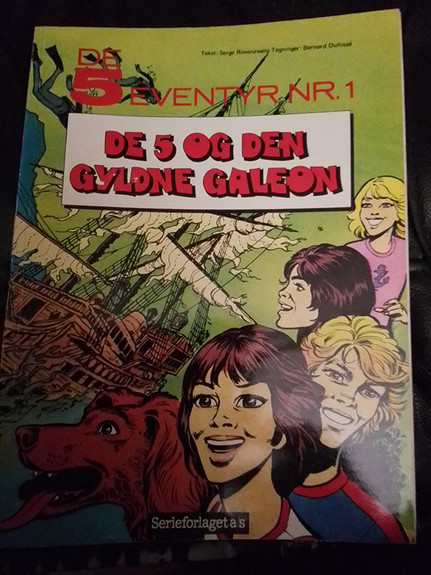 DE
Tekst: Serge Rosenzweig Tegninger: Bernard Dufossé
5 EVENTYR NR. 1
DE 5 OG DEN
GYLDNE GALEON
Serieforlaget a/s